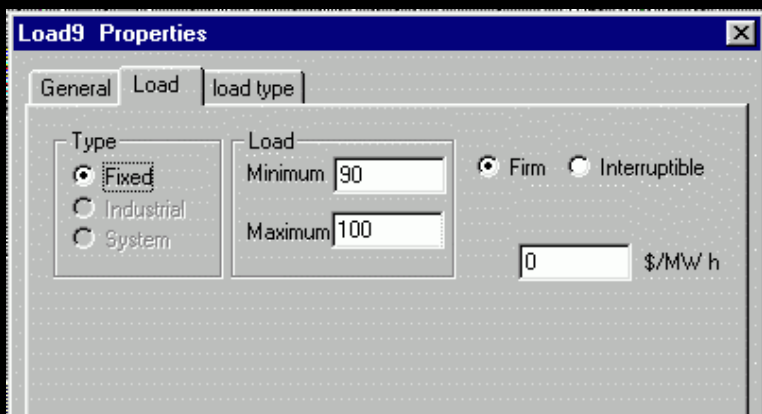 Load9 Properties
General Load load type
Type
Fixed
Industrial
System
Load
Minimum 90
Maximum 100
Firm Interruptible
0 $/MW h